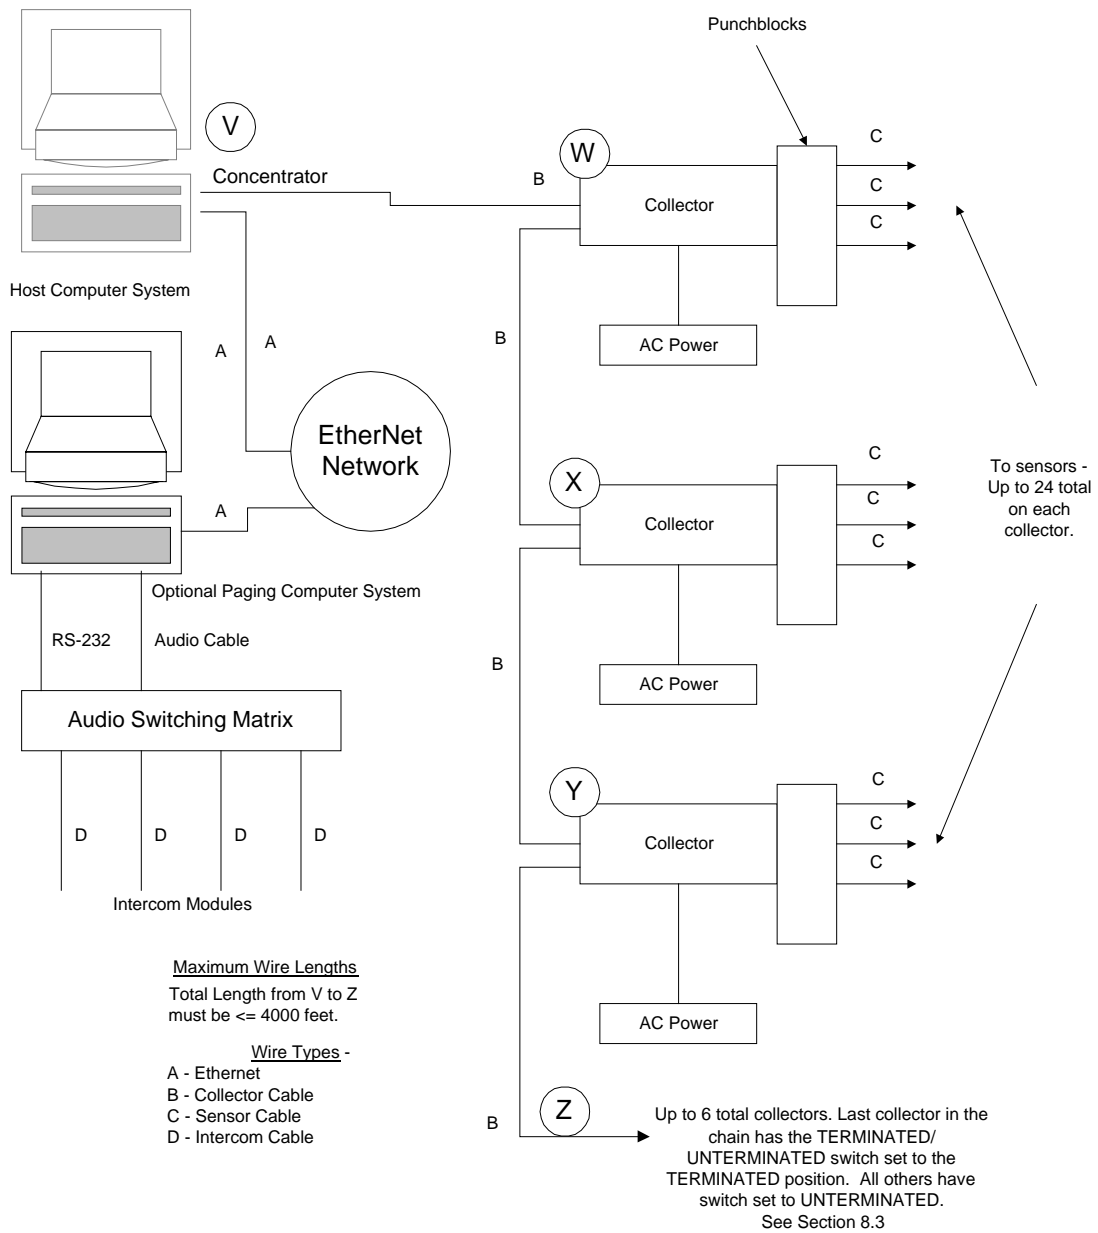 Punchblocks
V
Concentrator
Host Computer System
W
B
Collector
C
C
C
AC Power
B
A
A
EtherNet
Network
A
Optional Paging Computer System
RS-232
Audio Cable
Audio Switching Matrix
D
D
D
D
Intercom Modules
X
Collector
C
C
C
AC Power
To sensors -
Up to 24 total
on each
collector.
B
Y
Collector
C
C
C
AC Power
Maximum Wire Lengths
Total Length from V to Z
must be <= 4000 feet.
Wire Types -
A - Ethernet
B - Collector Cable
C - Sensor Cable
D - Intercom Cable
B
Z
Up to 6 total collectors. Last collector in the
chain has the TERMINATED/
UNTERMINATED switch set to the
TERMINATED position.  All others have
switch set to UNTERMINATED.
See Section 8.3